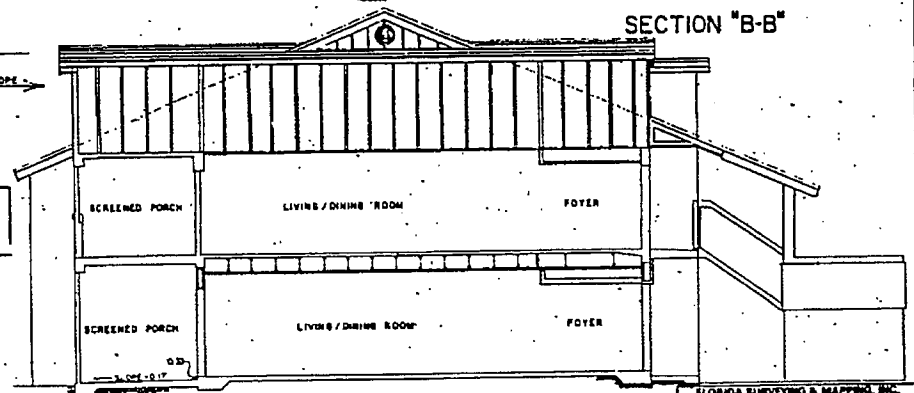 SECTION "B-B"
SCREENED PORCH
LIVING/DINING ROOM
FOYER
SCREENED PORCH
LIVING/DINING ROOM
FOYER
FLORIDA SURVEYING & MAPPING, INC.